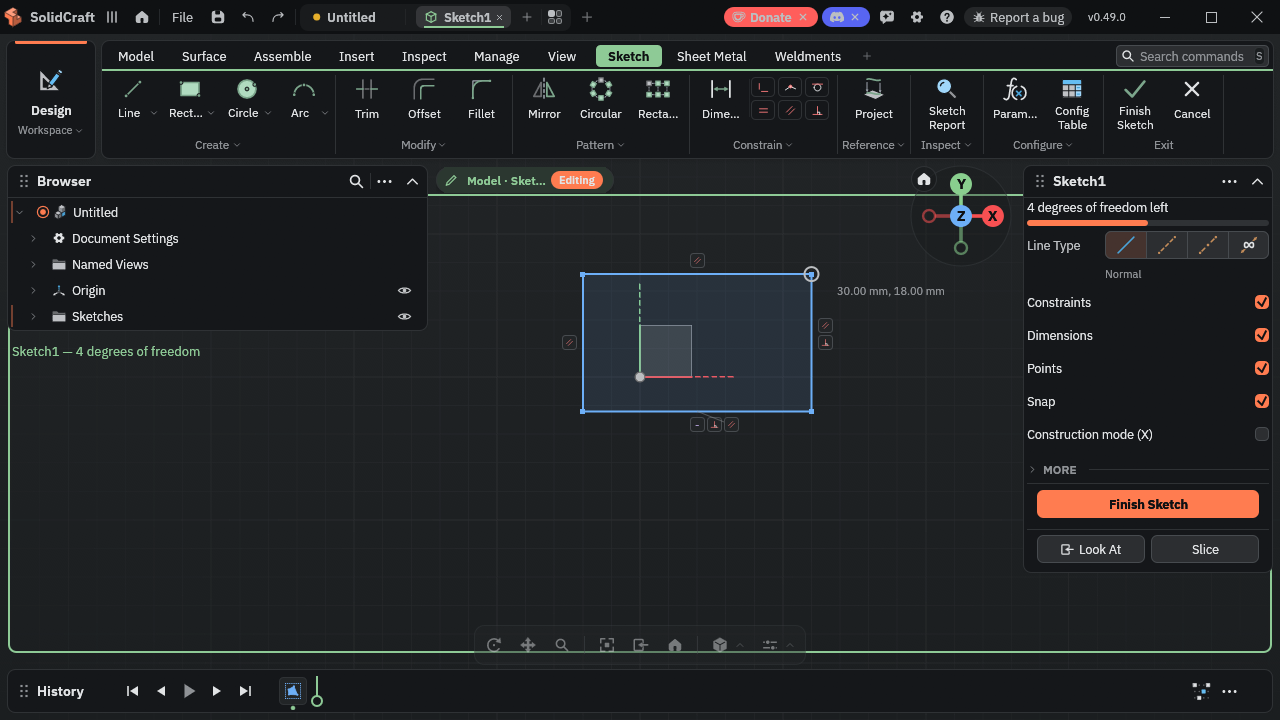 SolidCraft
File
Untitled
Sketch1
Donate
Report a bug
v0.49.0
Design
Workspace
Model
Surface
Assemble
Insert
Inspect
Manage
View
Sketch
Sheet Metal
Weldments
Search commands
S
Line
Rect...
Circle
Arc
Create
Trim
Offset
Fillet
Modify
Mirror
Circular
Recta...
Pattern
Dime...
Constrain
Project
Reference
Sketch
Report
Inspect
Param...
Config
Table
Configure
Finish
Sketch
Cancel
Exit
Browser
Untitled
Document Settings
Named Views
Origin
Sketches
Sketch1 — 4 degrees of freedom
Model · Sket...
Editing
Y
Z
X
30.00 mm, 18.00 mm
Sketch1
4 degrees of freedom left
Line Type
Normal
Constraints
Dimensions
Points
Snap
Construction mode (X)
MORE
Finish Sketch
Look At
Slice
History